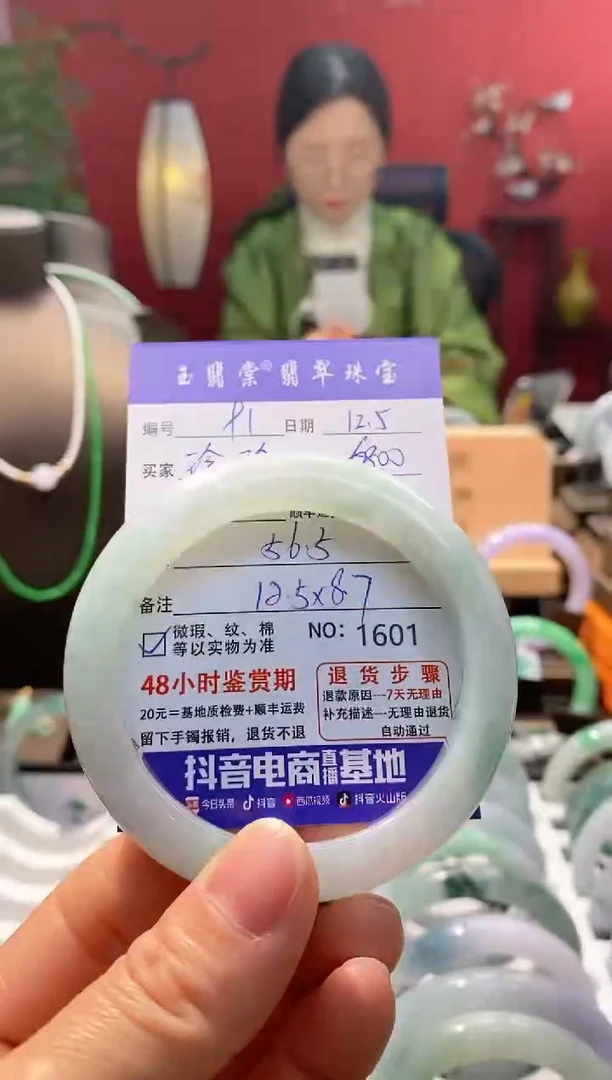 玉翡棠®翡翠珠宝
编号 日期 12.5
买家 6800
56.5
备注 12.5x8.7
☑微瑕、纹、棉
等以实物为准
NO: 1601
48小时鉴赏期
20元=基地质检费+顺丰运费
留下手镯报销，退货不退
退货步骤
退款原因---7天无理由
补充描述---无理由退货
自动通过
抖音电商直播基地
今日头条 抖音 西瓜视频 抖音火山版